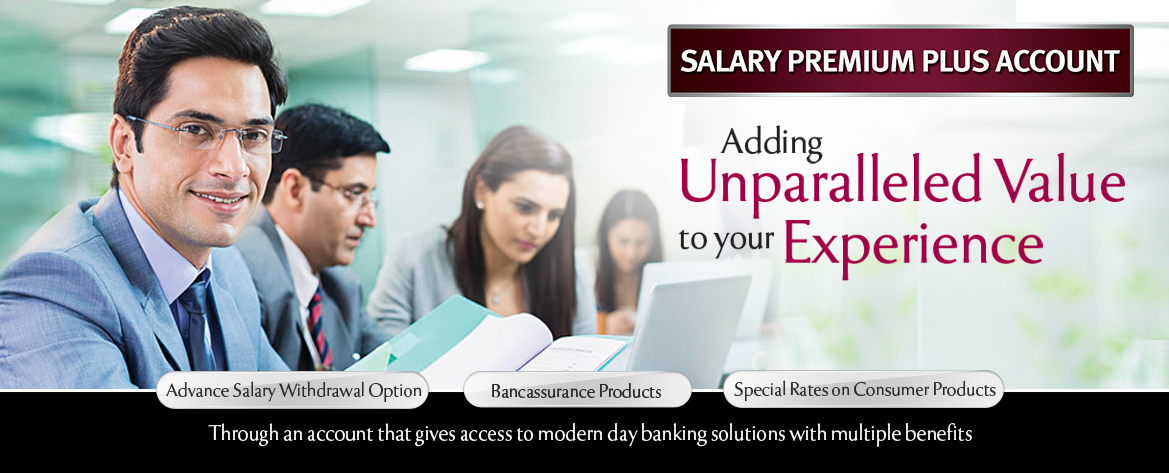 SALARY PREMIUM PLUS ACCOUNT
Adding
Unparalleled Value
to your Experience
Advance Salary Withdrawal Option
Bancassurance Products
Special Rates on Consumer Products
Through an account that gives access to modern day banking solutions with multiple benefits